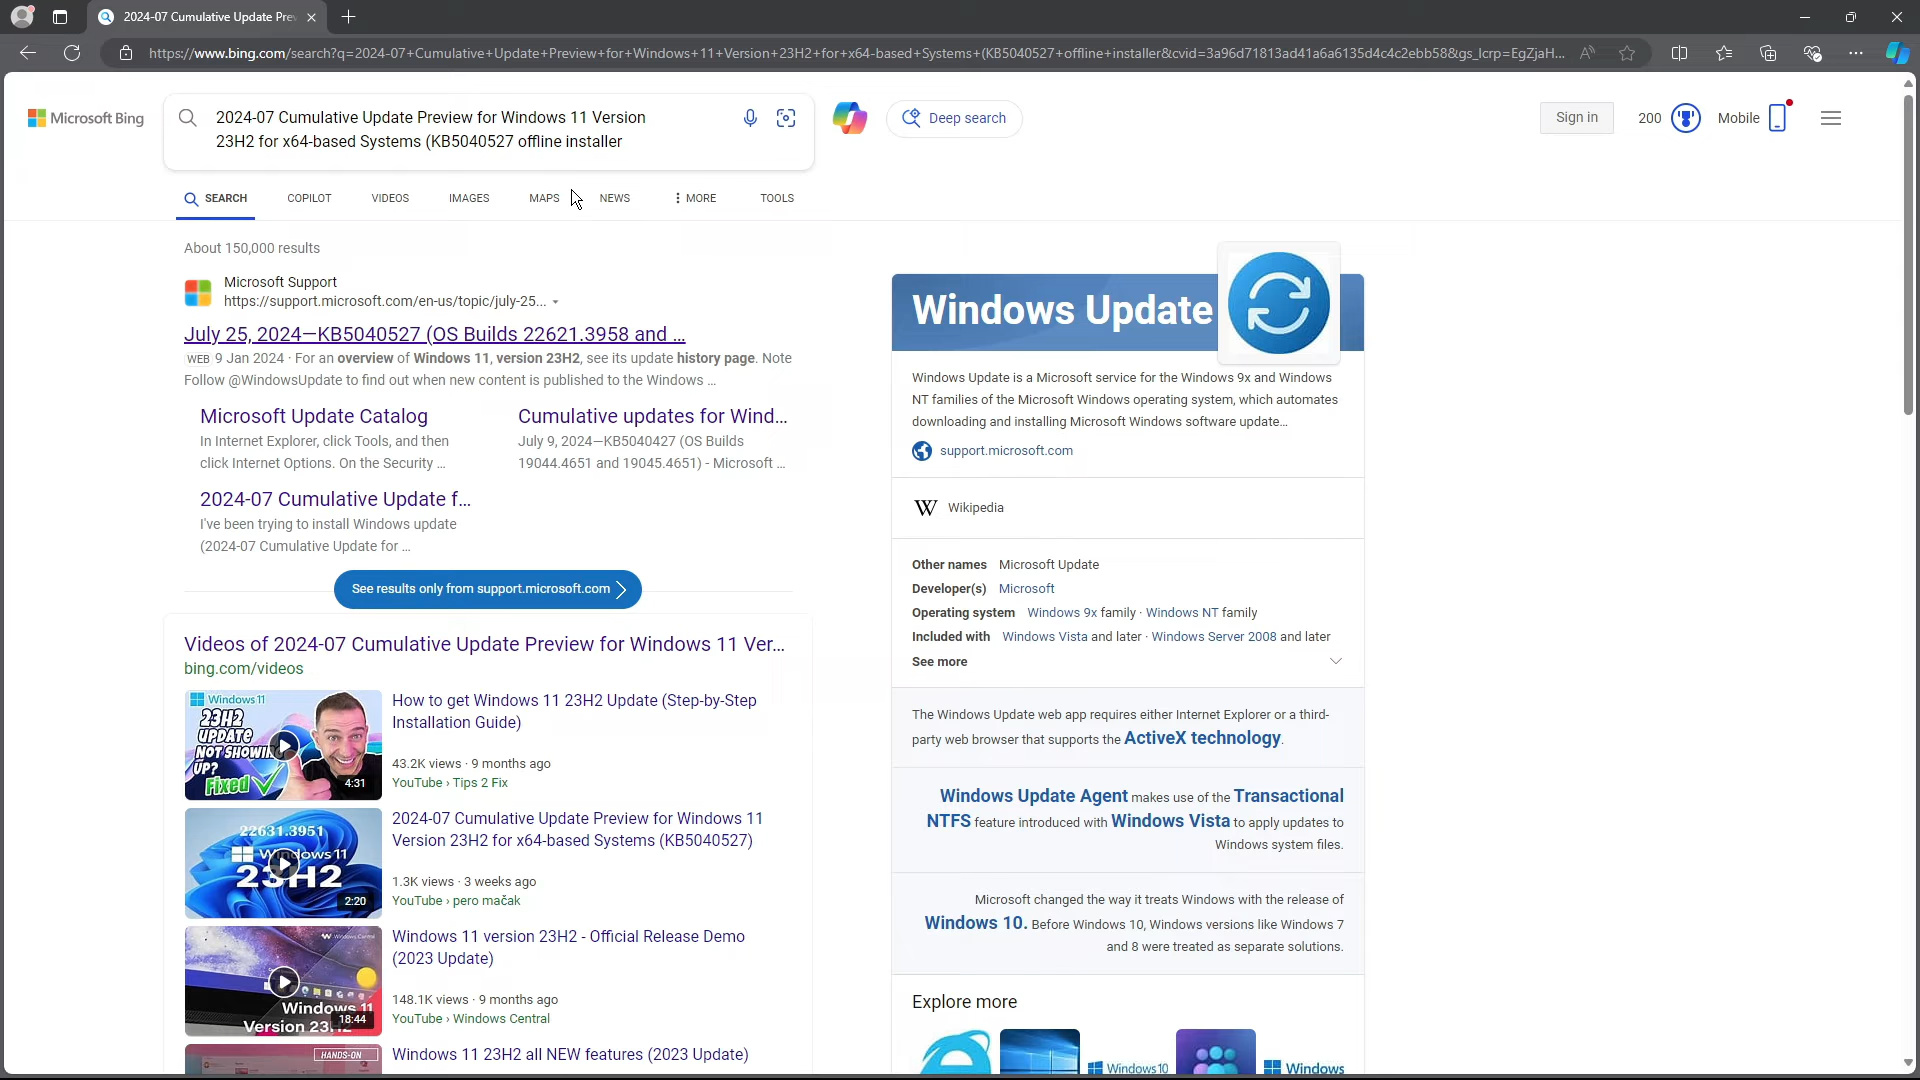 2024-07 Cumulative Update Pre
https://www.bing.com/search?q=2024-07+Cumulative+Update+Preview+for+Windows+11+Version+23H2+for+x64-based+Systems+(KB5040527+offline+installer&cvid=3a96d71813ad41a6a6135d4c4c2ebb58&gs_lcrp=EgZjaH...
Microsoft Bing
2024-07 Cumulative Update Preview for Windows 11 Version
23H2 for x64-based Systems (KB5040527 offline installer
Deep search
Sign in
200
Mobile
SEARCH
COPILOT
VIDEOS
IMAGES
MAPS
NEWS
MORE
TOOLS
About 150,000 results
Microsoft Support
https://support.microsoft.com/en-us/topic/july-25...
July 25, 2024—KB5040527 (OS Builds 22621.3958 and ...
WEB 9 Jan 2024 · For an overview of Windows 11, version 23H2, see its update history page. Note
Follow @WindowsUpdate to find out when new content is published to the Windows ...
Microsoft Update Catalog
In Internet Explorer, click Tools, and then
click Internet Options. On the Security ...
Cumulative updates for Wind...
July 9, 2024—KB5040427 (OS Builds
19044.4651 and 19045.4651) - Microsoft ...
2024-07 Cumulative Update f...
I've been trying to install Windows update
(2024-07 Cumulative Update for ...
See results only from support.microsoft.com
Videos of 2024-07 Cumulative Update Preview for Windows 11 Ver...
bing.com/videos
Windows 11
23H2
UPDATE
NOT SHOWIN
UP?
Fixed
4:31
How to get Windows 11 23H2 Update (Step-by-Step
Installation Guide)
43.2K views · 9 months ago
YouTube › Tips 2 Fix
22631.3951
Windows 11
23H2
2:20
2024-07 Cumulative Update Preview for Windows 11
Version 23H2 for x64-based Systems (KB5040527)
1.3K views · 3 weeks ago
YouTube › pero mačak
Windows Central
Windows 11
Version 23
18:44
Windows 11 version 23H2 - Official Release Demo
(2023 Update)
148.1K views · 9 months ago
YouTube › Windows Central
HANDS-ON
Windows 11 23H2 all NEW features (2023 Update)
Windows Update
Windows Update is a Microsoft service for the Windows 9x and Windows
NT families of the Microsoft Windows operating system, which automates
downloading and installing Microsoft Windows software update...
support.microsoft.com
W Wikipedia
Other names Microsoft Update
Developer(s) Microsoft
Operating system Windows 9x family · Windows NT family
Included with Windows Vista and later · Windows Server 2008 and later
See more
The Windows Update web app requires either Internet Explorer or a third-
party web browser that supports the ActiveX technology.
Windows Update Agent makes use of the Transactional
NTFS feature introduced with Windows Vista to apply updates to
Windows system files.
Microsoft changed the way it treats Windows with the release of
Windows 10. Before Windows 10, Windows versions like Windows 7
and 8 were treated as separate solutions.
Explore more
Windows10
Windows